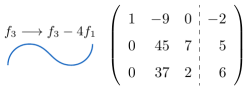 f₃ ⟶ f₃ − 4f₁
1 −9 0 −2
0 45 7 5
0 37 2 6